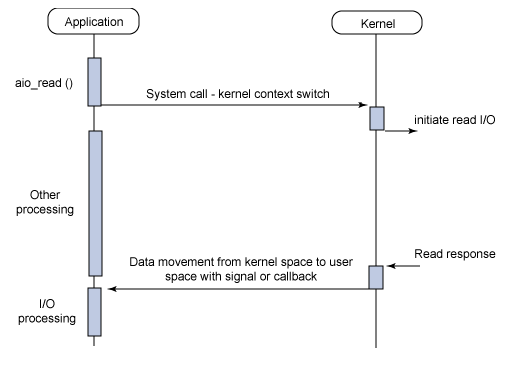 Application
Kernel
aio_read ()
System call - kernel context switch
initiate read I/O
Other
processing
Data movement from kernel space to user
space with signal or callback
Read response
I/O
processing